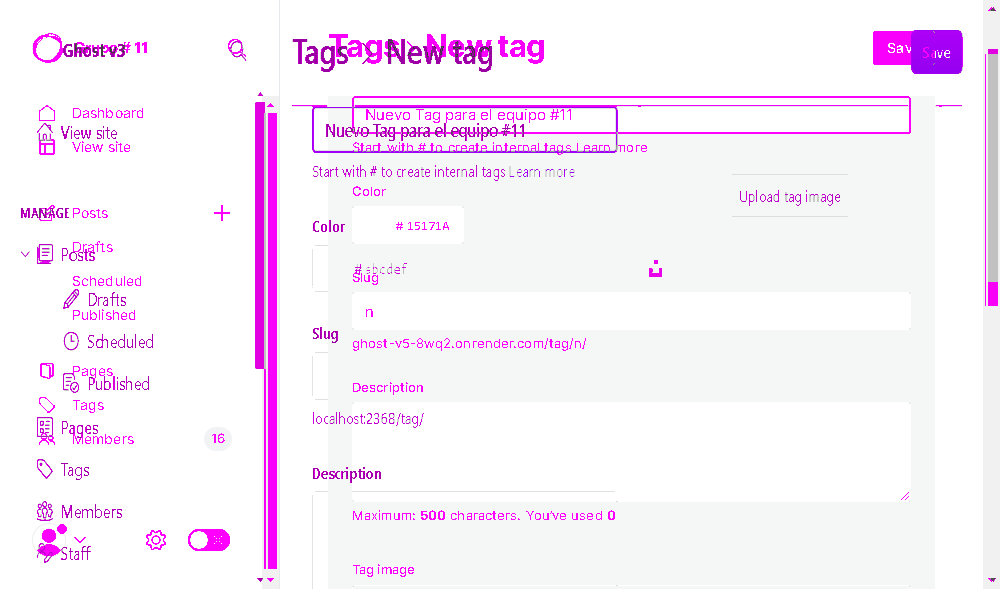 Ghost v3
Grupo # 11
Tags > New tag
Tags > New tag
Save
Save
Dashboard
View site
View site
MANAGE
Posts
Posts
Drafts
Drafts
Scheduled
Scheduled
Published
Published
Pages
Pages
Tags
Tags
Members
16
Members
Staff
Nuevo Tag para el equipo #11
Nuevo Tag para el equipo #11
Start with # to create internal tags Learn more
Start with # to create internal tags Learn more
Color
Upload tag image
Color
# 15171A
# abcdef
Slug
n
Slug
ghost-v5-8wq2.onrender.com/tag/n/
Description
localhost:2368/tag/
Description
Maximum: 500 characters. You've used 0
Tag image